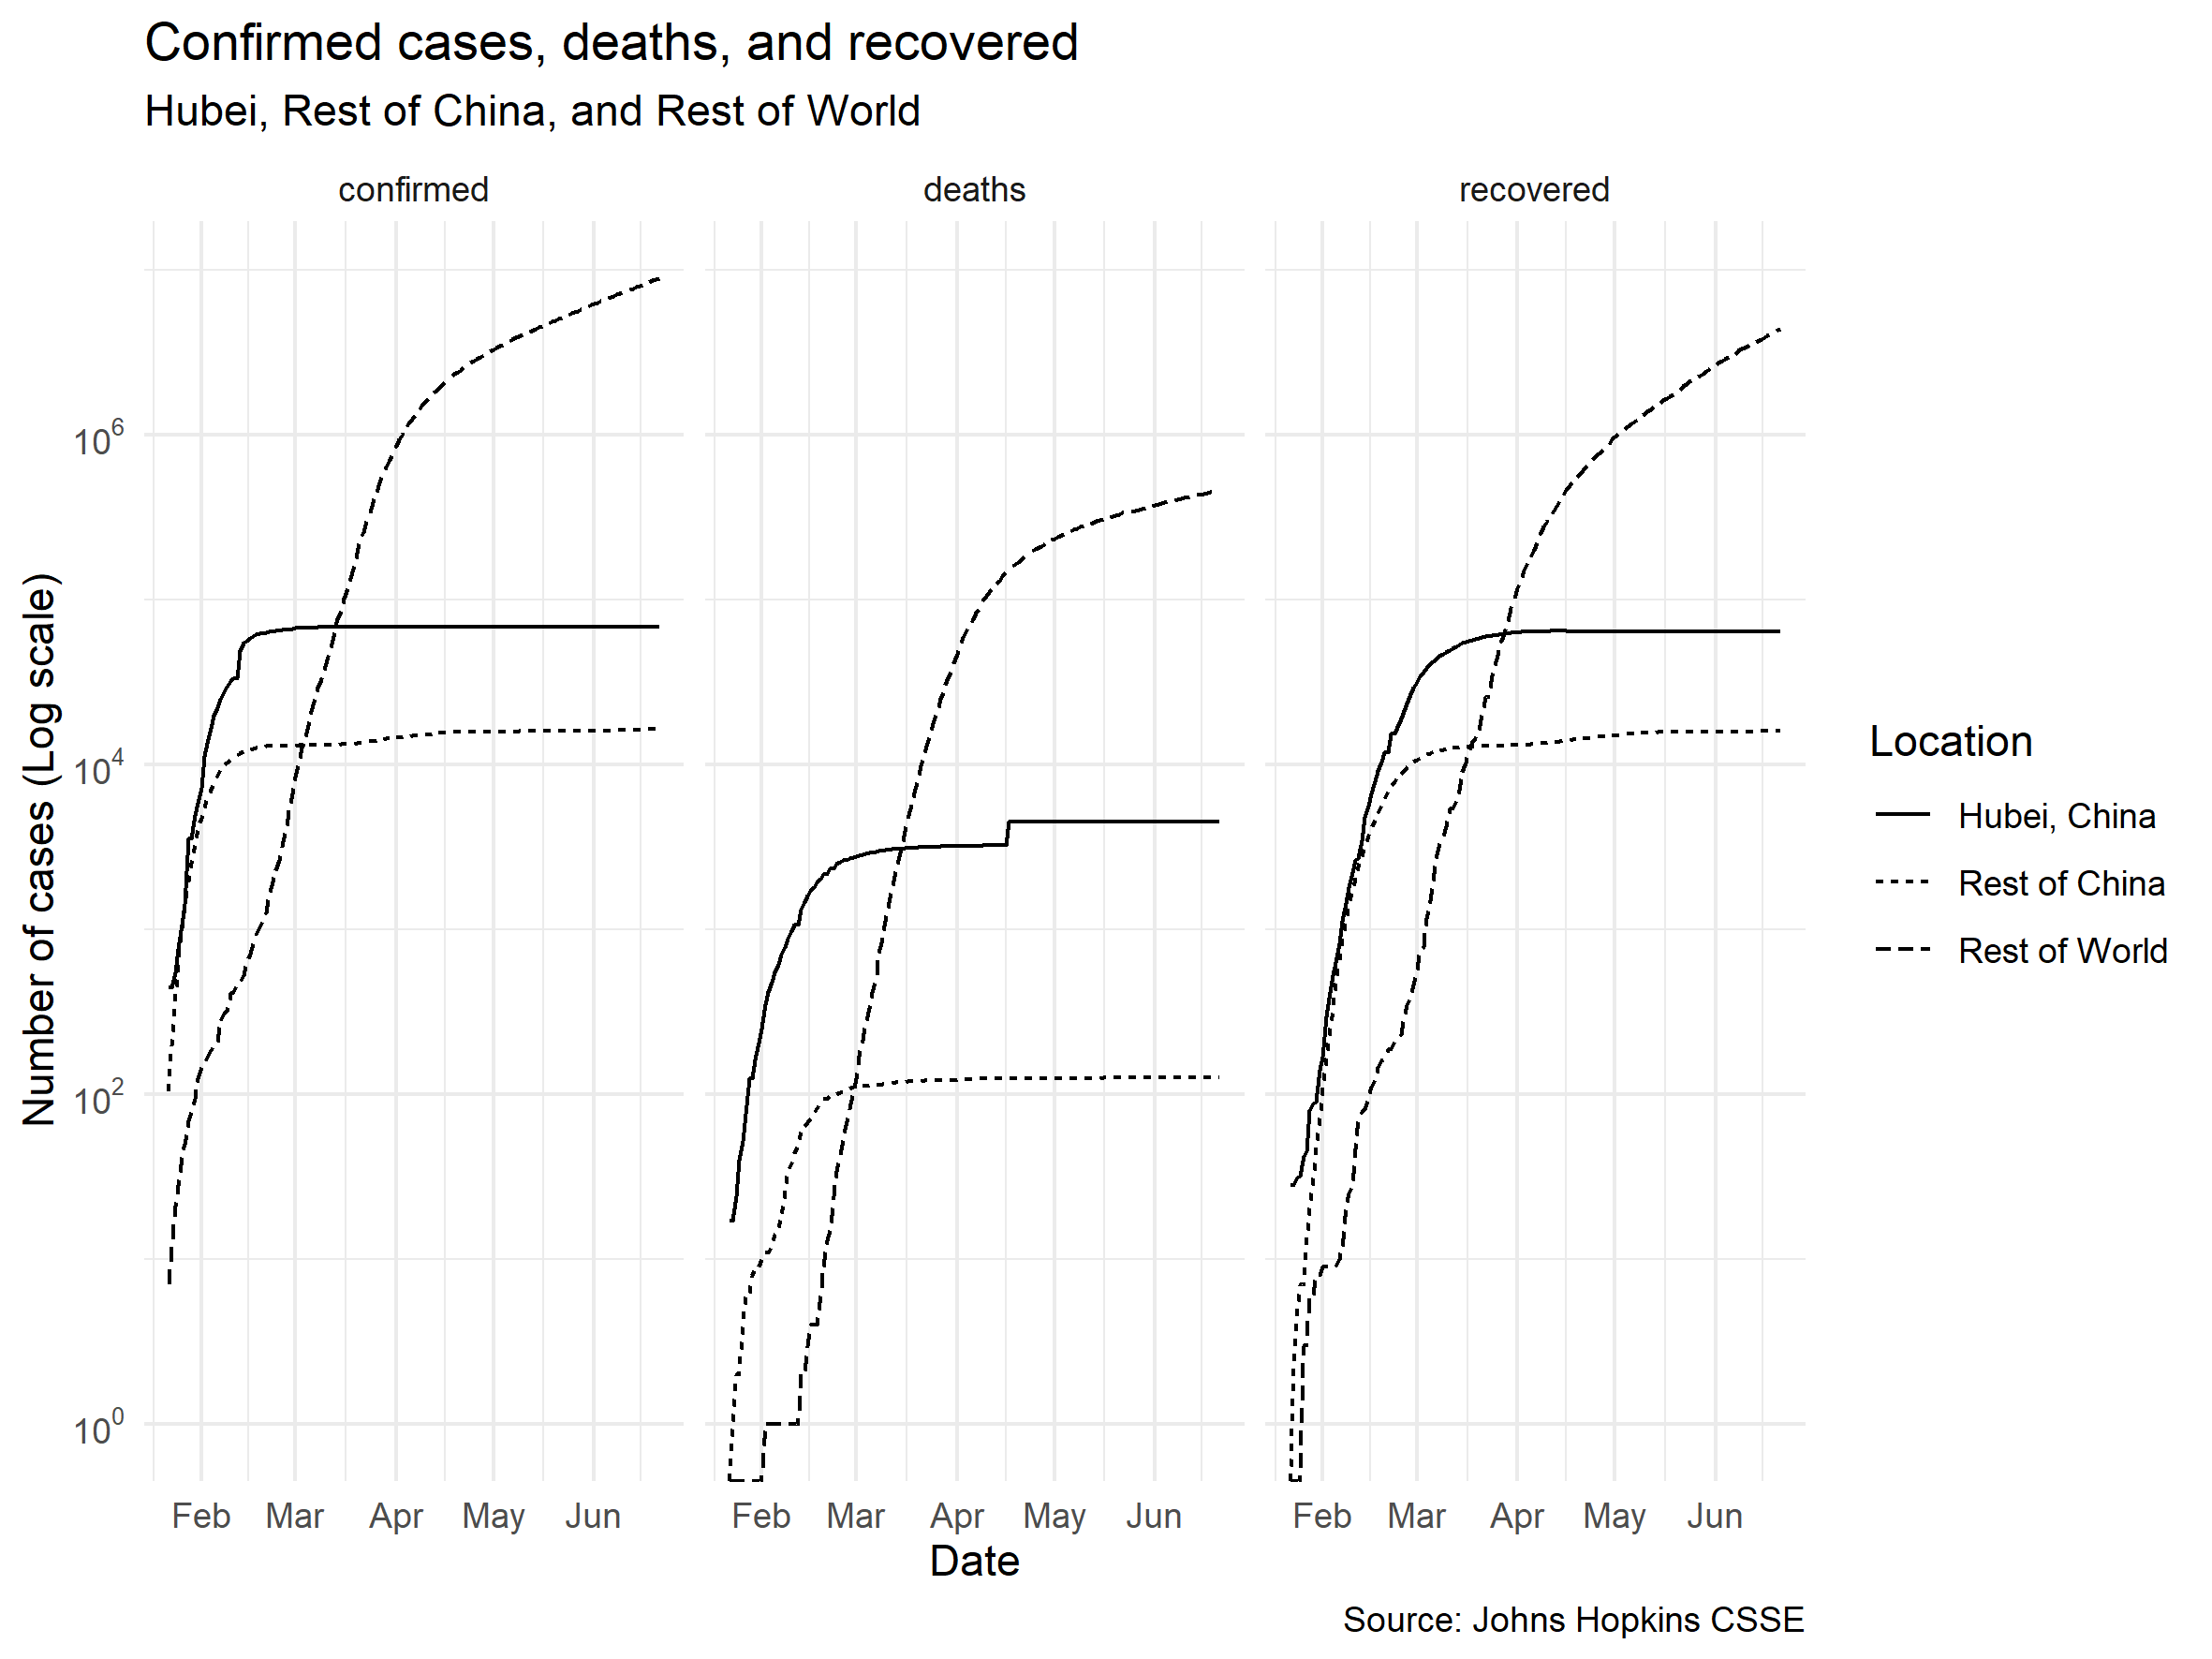 Confirmed cases, deaths, and recovered
Hubei, Rest of China, and Rest of World
confirmed deaths recovered
Number of cases (Log scale)
10^6
10^4
10^2
10^0
Feb Mar Apr May Jun Feb Mar Apr May Jun Feb Mar Apr May Jun
Date
Location
Hubei, China
Rest of China
Rest of World
Source: Johns Hopkins CSSE